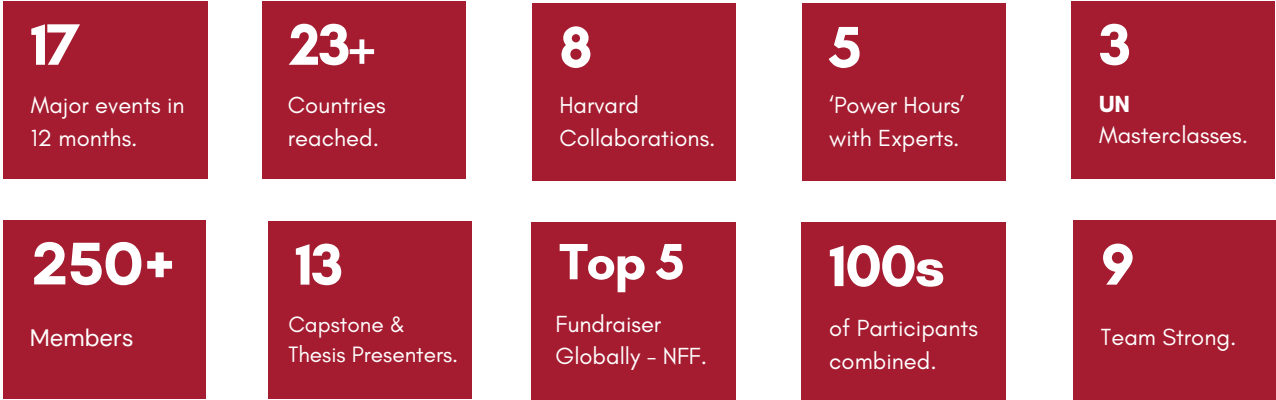 17
Major events in
12 months.
23+
Countries
reached.
8
Harvard
Collaborations.
5
‘Power Hours’
with Experts.
3
UN
Masterclasses.
250+
Members
13
Capstone &
Thesis Presenters.
Top 5
Fundraiser
Globally – NFF.
100s
of Participants
combined.
9
Team Strong.